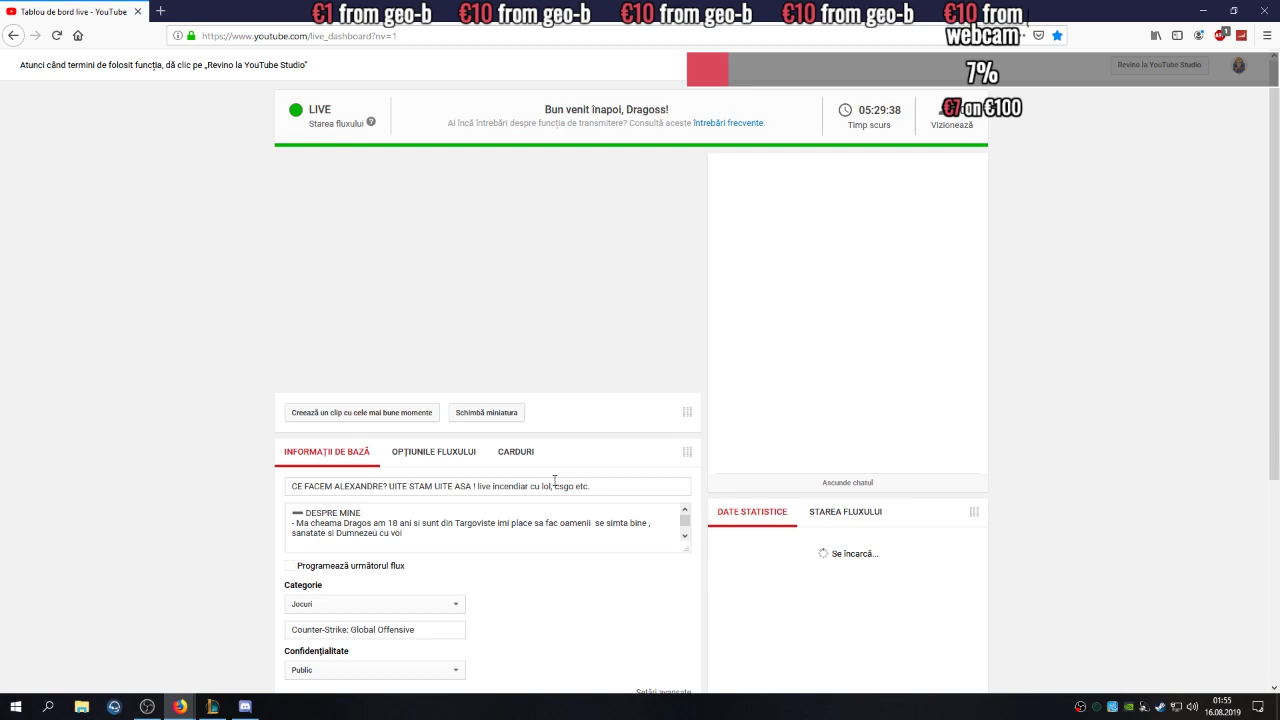 Tablou de bord live - YouTube
€1 from geo-b €10 from geo-b €10 from geo-b €10 from geo-b €10 from
https://www.youtube.com/live_dashboard?nv=1
webcam
Atunci când termini de folosit funcția, dă clic pe „Revino la YouTube Studio"
7%
Revino la YouTube Studio
LIVE
Starea fluxului
Bun venit înapoi, Dragoss!
Ai încă întrebări despre funcția de transmitere? Consultă aceste întrebări frecvente.
05:29:38
Timp scurs
€7 on €100
Vizionează
Creează un clip cu cele mai bune momente
Schimbă miniatura
INFORMAȚII DE BAZĂ
OPȚIUNILE FLUXULUI
CARDURI
CE FACEM ALEXANDRE? UITE STAM UITE ASA ! live incendiar cu lol, csgo etc.
Ascunde chatul
➖ DESPRE MINE
- Ma cheama Dragos am 18 ani si sunt din Targoviste imi place sa fac oamenii se simta bine ,
sanatate si Dumnezeu cu voi
DATE STATISTICE
STAREA FLUXULUI
Se încarcă...
Programează următorul flux
Categorie
Jocuri
Counter-Strike: Global Offensive
Confidențialitate
Public
Setări avansate
01:55
16.08.2019